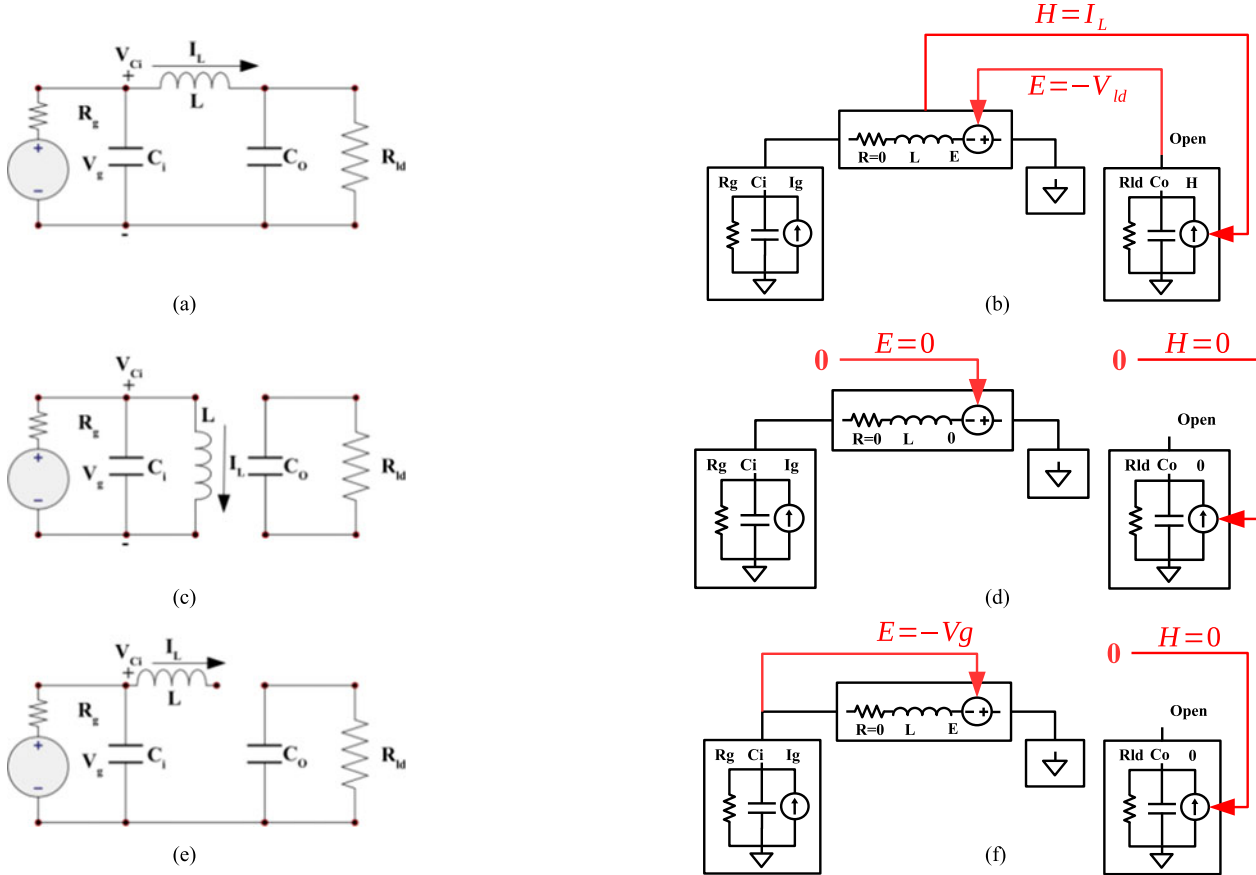 V_Ci I_L
+
R_g L
V_g C_i C_O R_ld
+
-
-
(a)
H=I_L
E=-V_ld
Open
R=0 L E
- +
Rg Ci Ig
Rld Co H
(b)
V_Ci
+
R_g L
V_g C_i I_L C_O R_ld
+
-
-
(c)
0 E=0 0 H=0
Open
R=0 L 0
- +
Rg Ci Ig
Rld Co 0
(d)
V_Ci I_L
+
R_g L
V_g C_i C_O R_ld
+
-
(e)
E=-Vg 0 H=0
Open
R=0 L E
- +
Rg Ci Ig
Rld Co 0
(f)